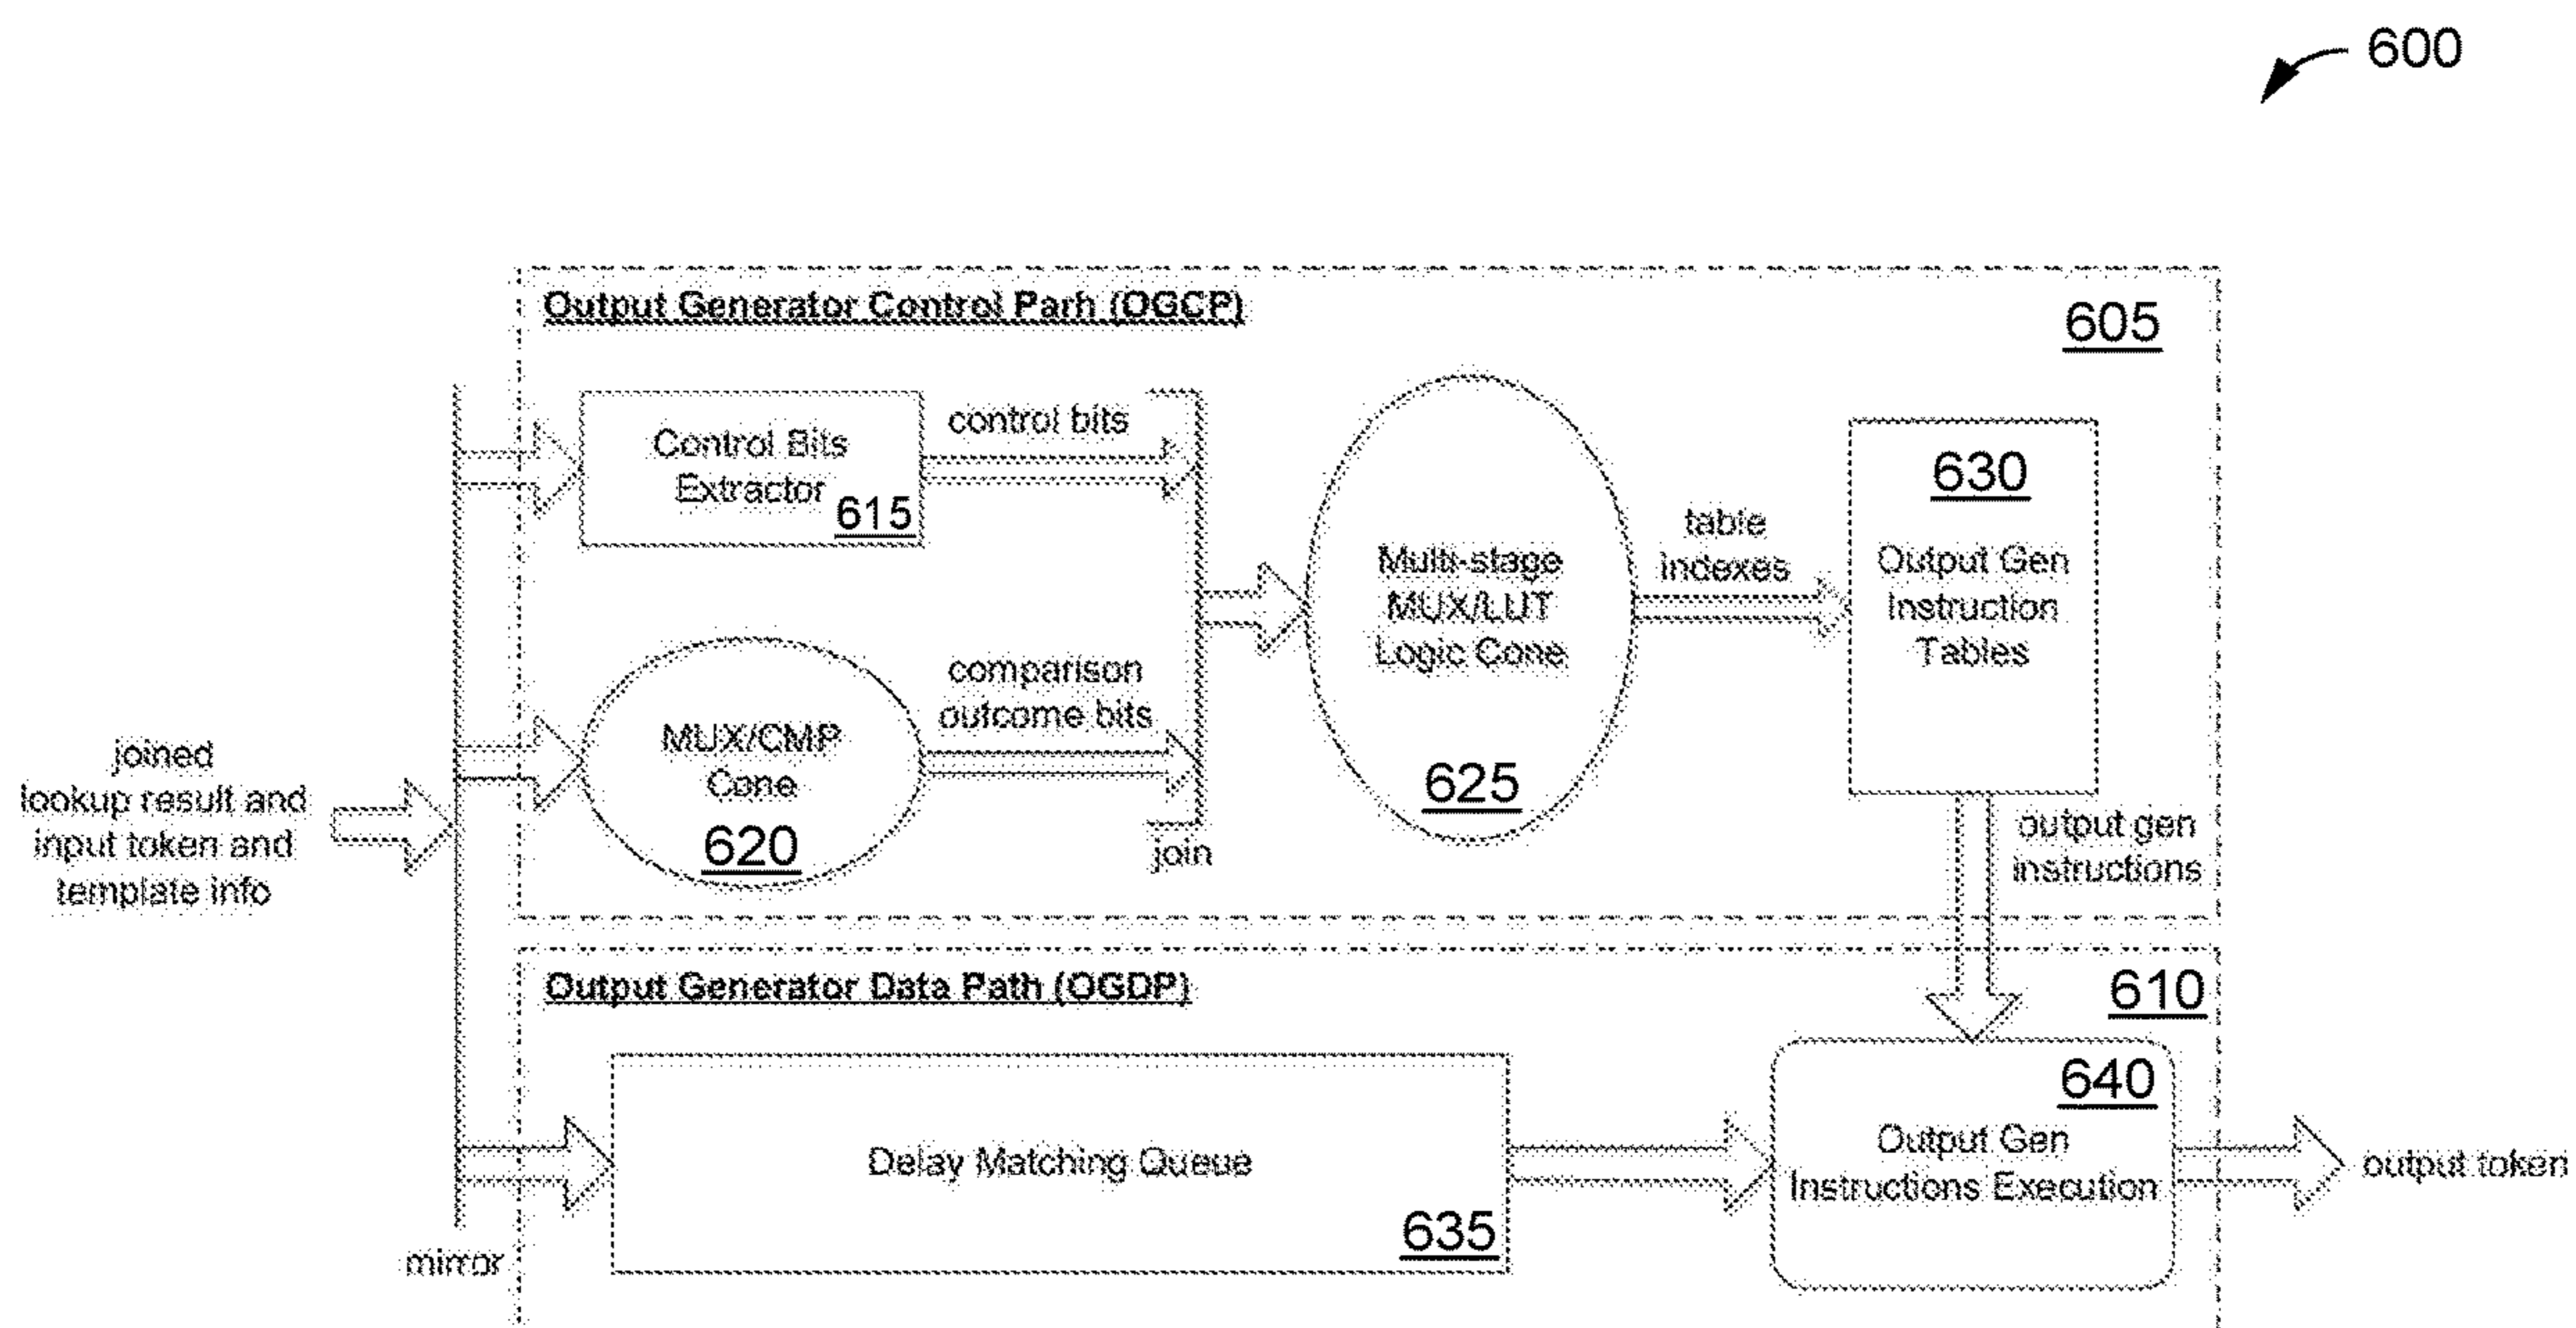 600
Output Generator Control Parh (OGCP)
605
Control Bits
Extractor
615
control bits
MUX/CMP
Cone
620
comparison
outcome bits
join
Multi-stage
MUX/LUT
Logic Cone
625
table
indexes
630
Output Gen
Instruction
Tables
output gen
instructions
joined
lookup result and
input token and
template info
mirror
Output Generator Data Path (OGDP)
610
Delay Matching Queue
635
640
Output Gen
Instructions Execution
output token